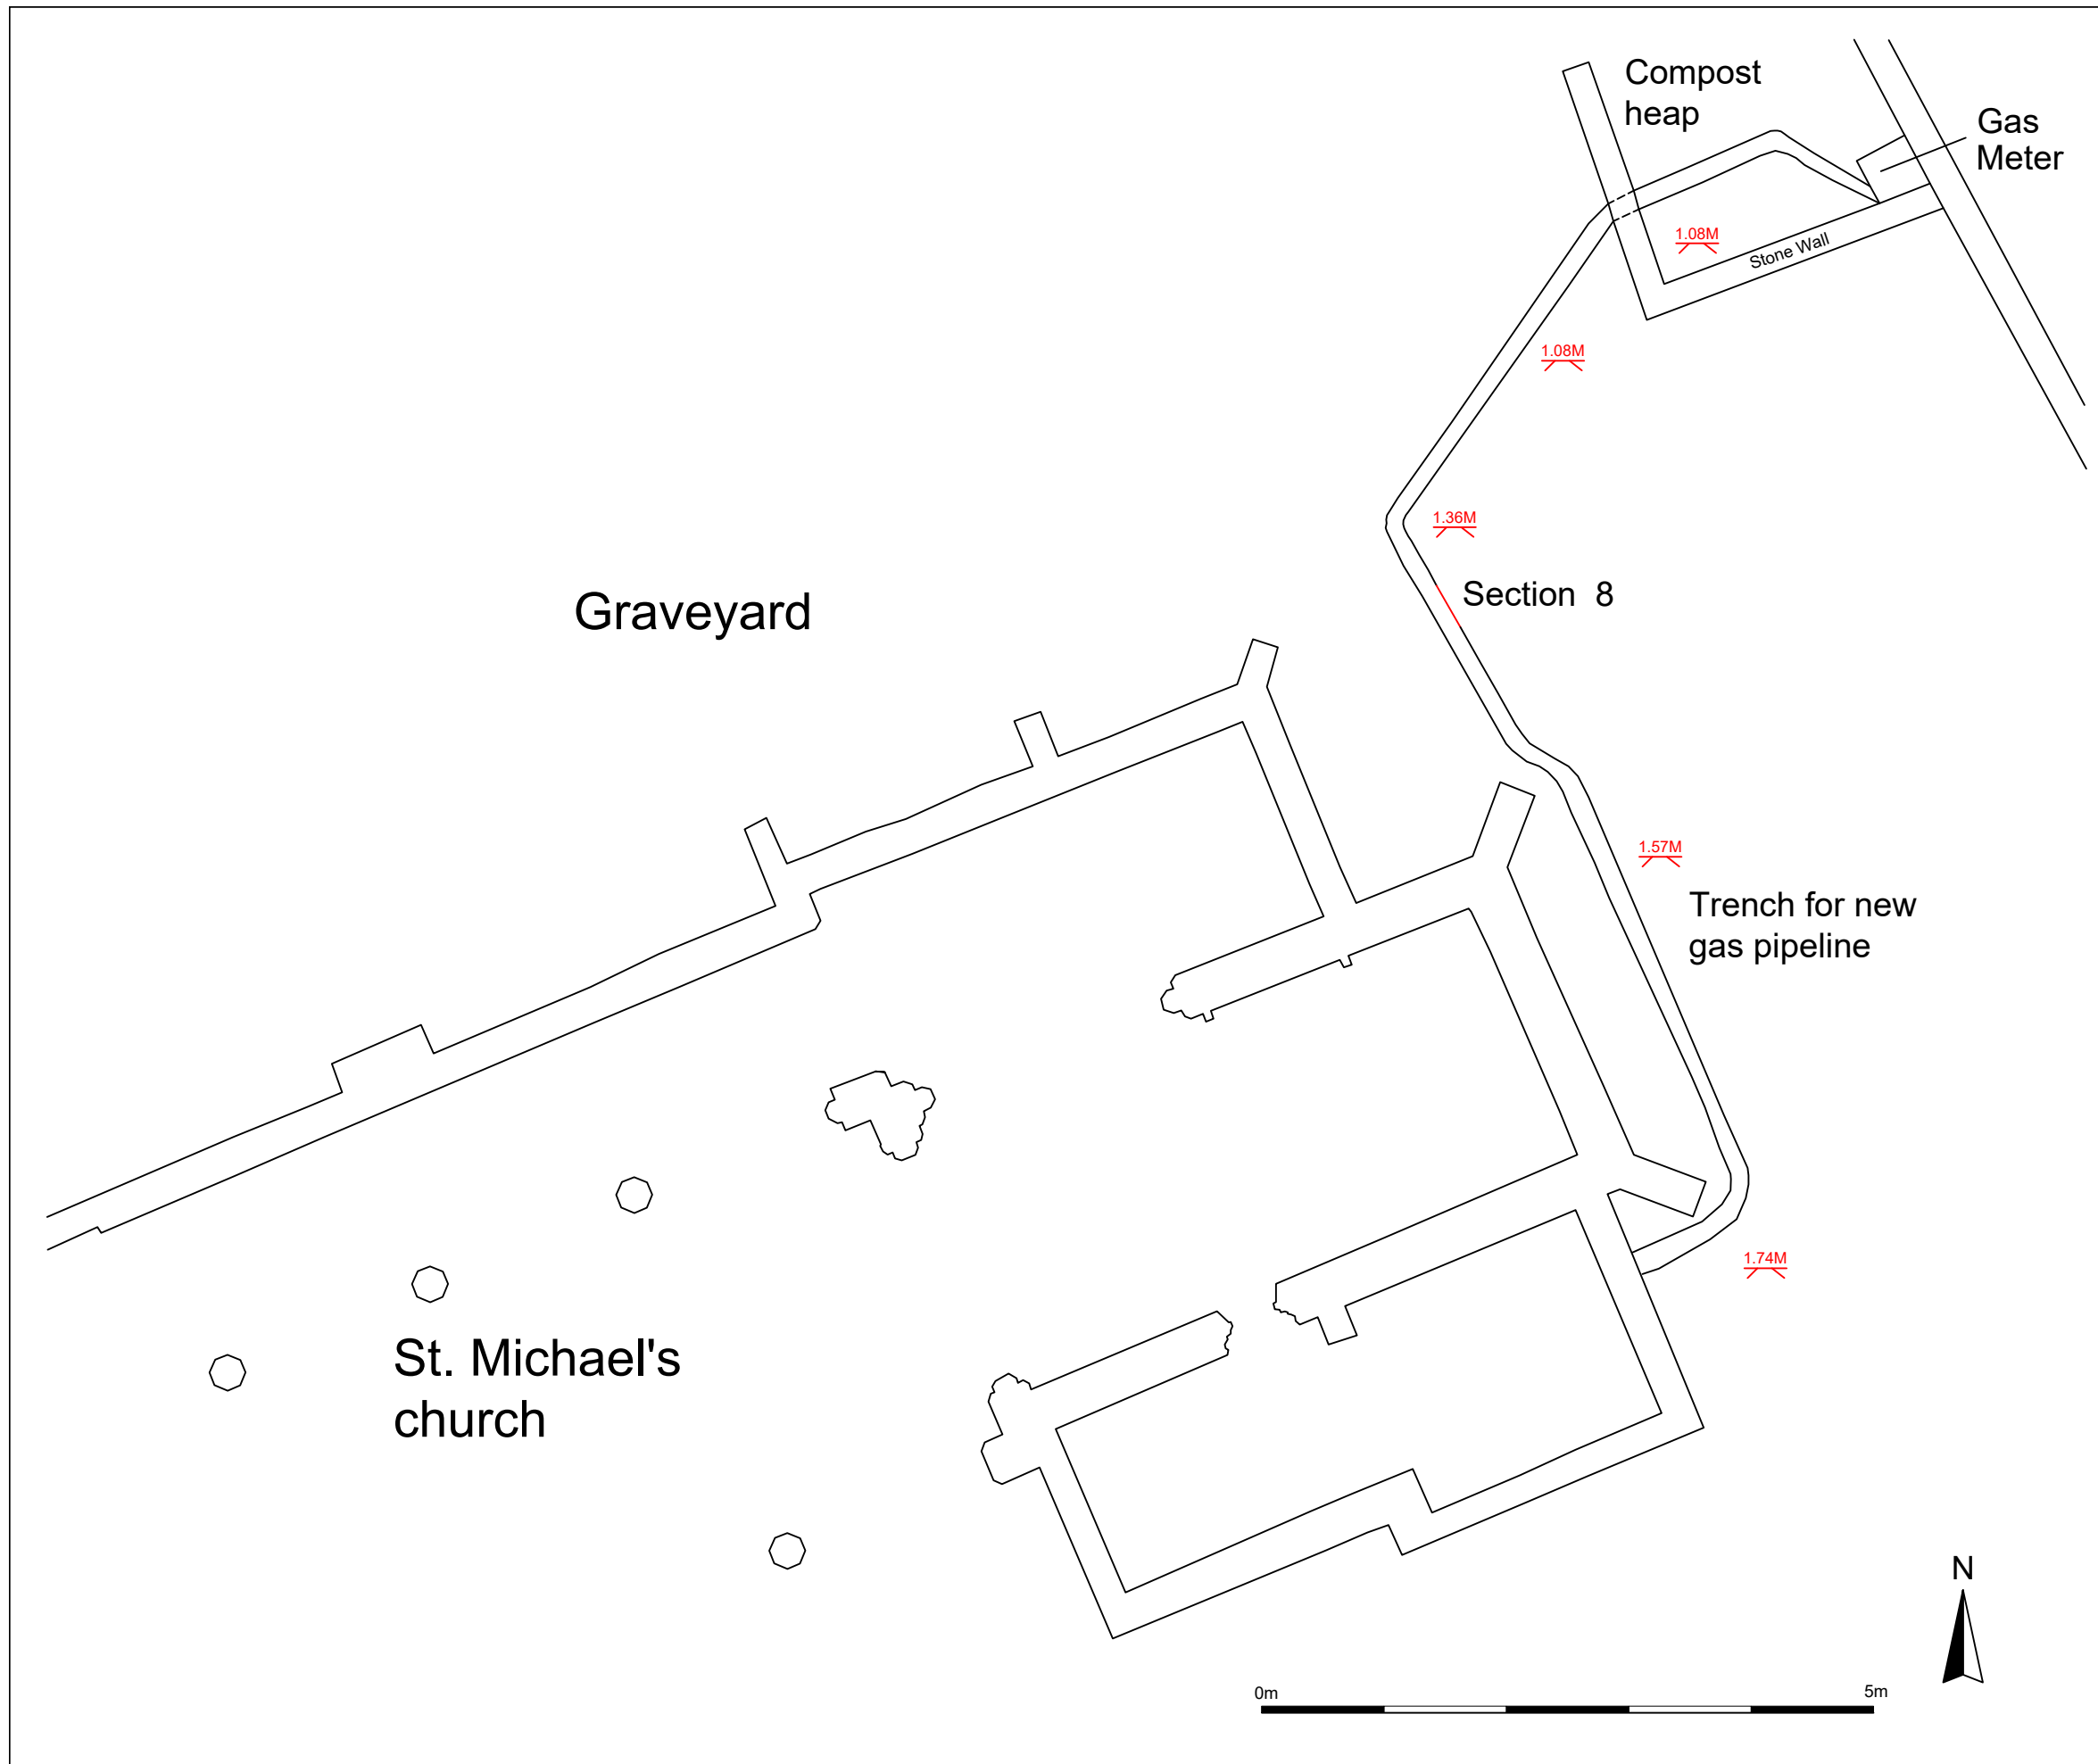 Compost
heap
Gas
Meter
1.08M
Stone Wall
1.08M
1.36M
Section 8
Graveyard
1.57M
Trench for new
gas pipeline
1.74M
St. Michael's
church
N
0m
5m